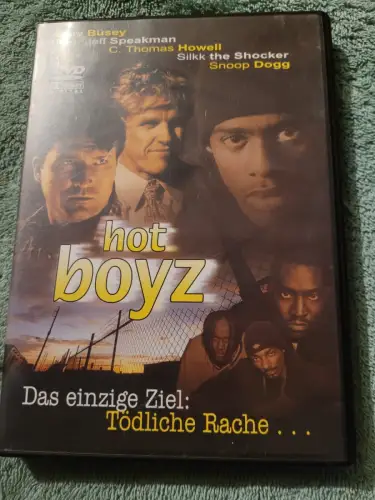 Busey
Jeff Speakman
C. Thomas Howell
Silkk the Shocker
Snoop Dogg
DVD
hot
boyz
Das einzige Ziel:
Tödliche Rache . . .